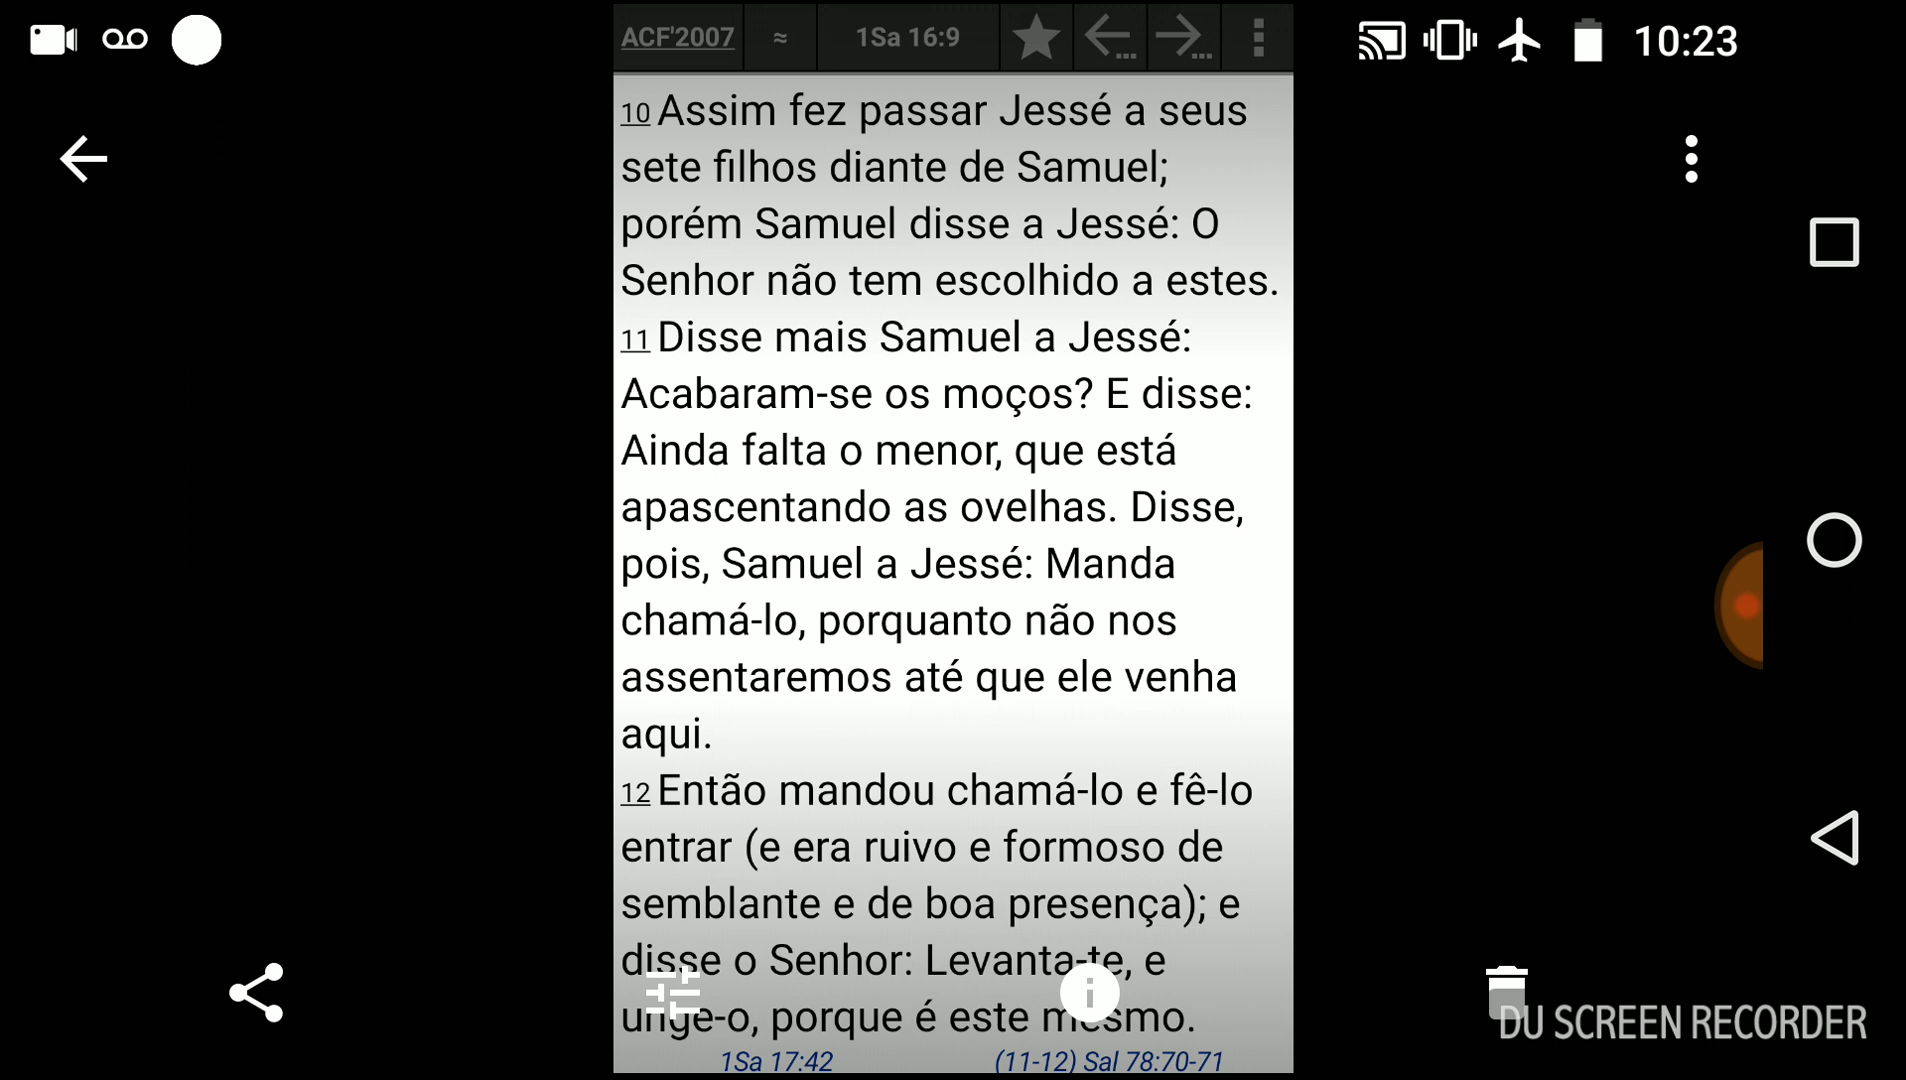 10:23
ACF'2007 ≈ 1Sa 16:9
10 Assim fez passar Jessé a seus
sete filhos diante de Samuel;
porém Samuel disse a Jessé: O
Senhor não tem escolhido a estes.
11 Disse mais Samuel a Jessé:
Acabaram-se os moços? E disse:
Ainda falta o menor, que está
apascentando as ovelhas. Disse,
pois, Samuel a Jessé: Manda
chamá-lo, porquanto não nos
assentaremos até que ele venha
aqui.
12 Então mandou chamá-lo e fê-lo
entrar (e era ruivo e formoso de
semblante e de boa presença); e
disse o Senhor: Levanta-te, e
unge-o, porque é este mesmo.
1Sa 17:42 (11-12) Sal 78:70-71
DU SCREEN RECORDER